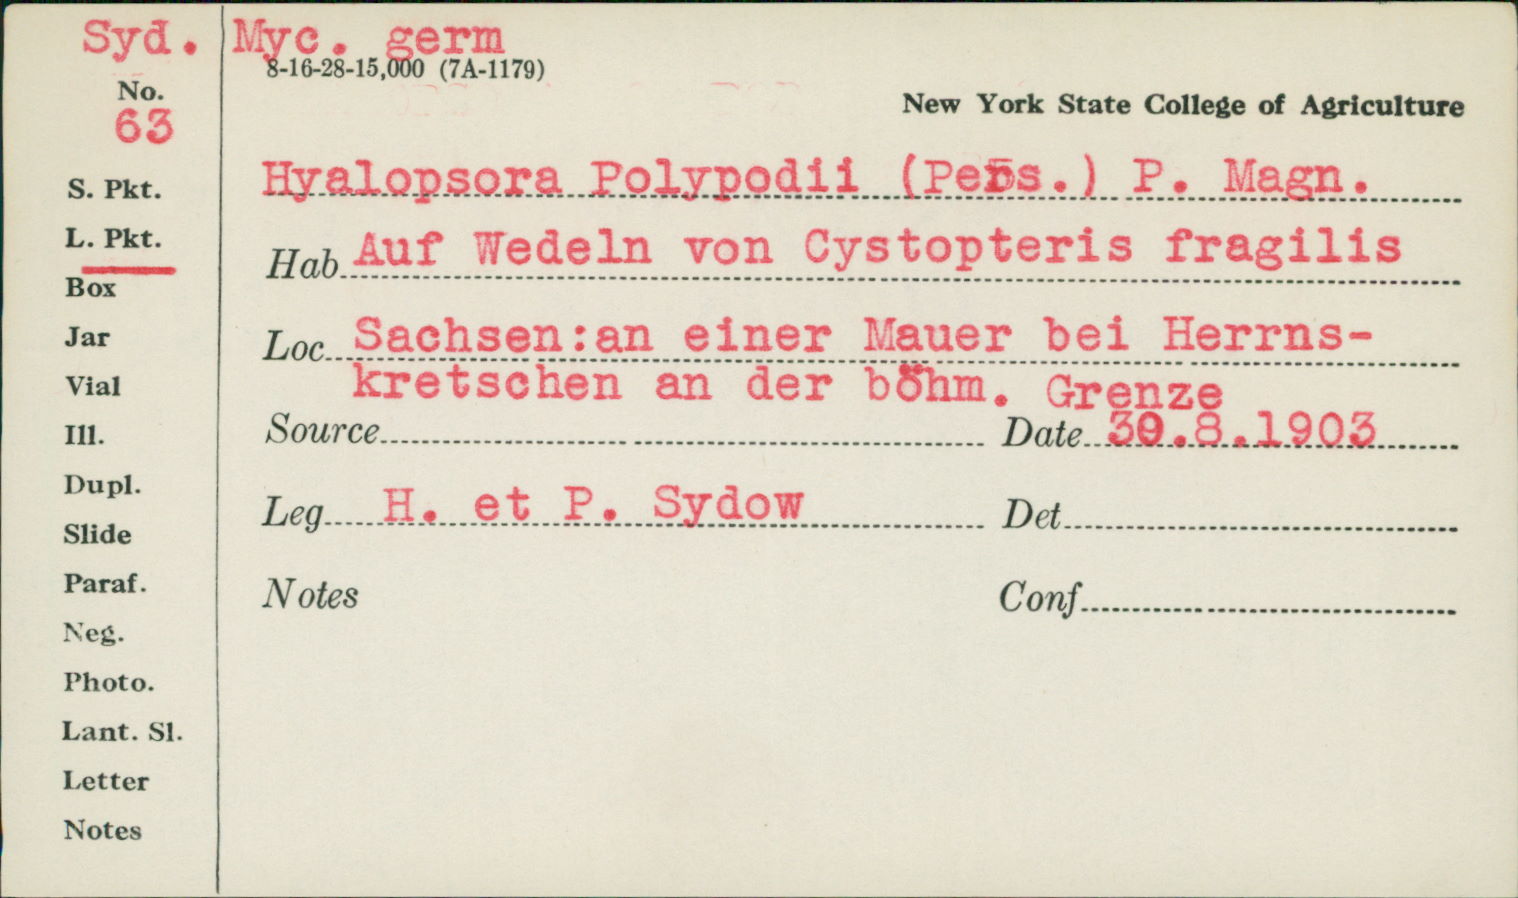 Syd. Myc. germ
8-16-28-15,000 (7A-1179)
No.
63
New York State College of Agriculture
S. Pkt.
Hyalopsora Polypodii (Pers.) P. Magn.
L. Pkt.
Hab Auf Wedeln von Cystopteris fragilis
Box
Jar
Loc Sachsen:an einer Mauer bei Herrns-
kretschen an der böhm. Grenze
Vial
Ill.
Source Date 30.8.1903
Dupl.
Leg H. et P. Sydow Det
Slide
Paraf.
Notes Conf
Neg.
Photo.
Lant. Sl.
Letter
Notes